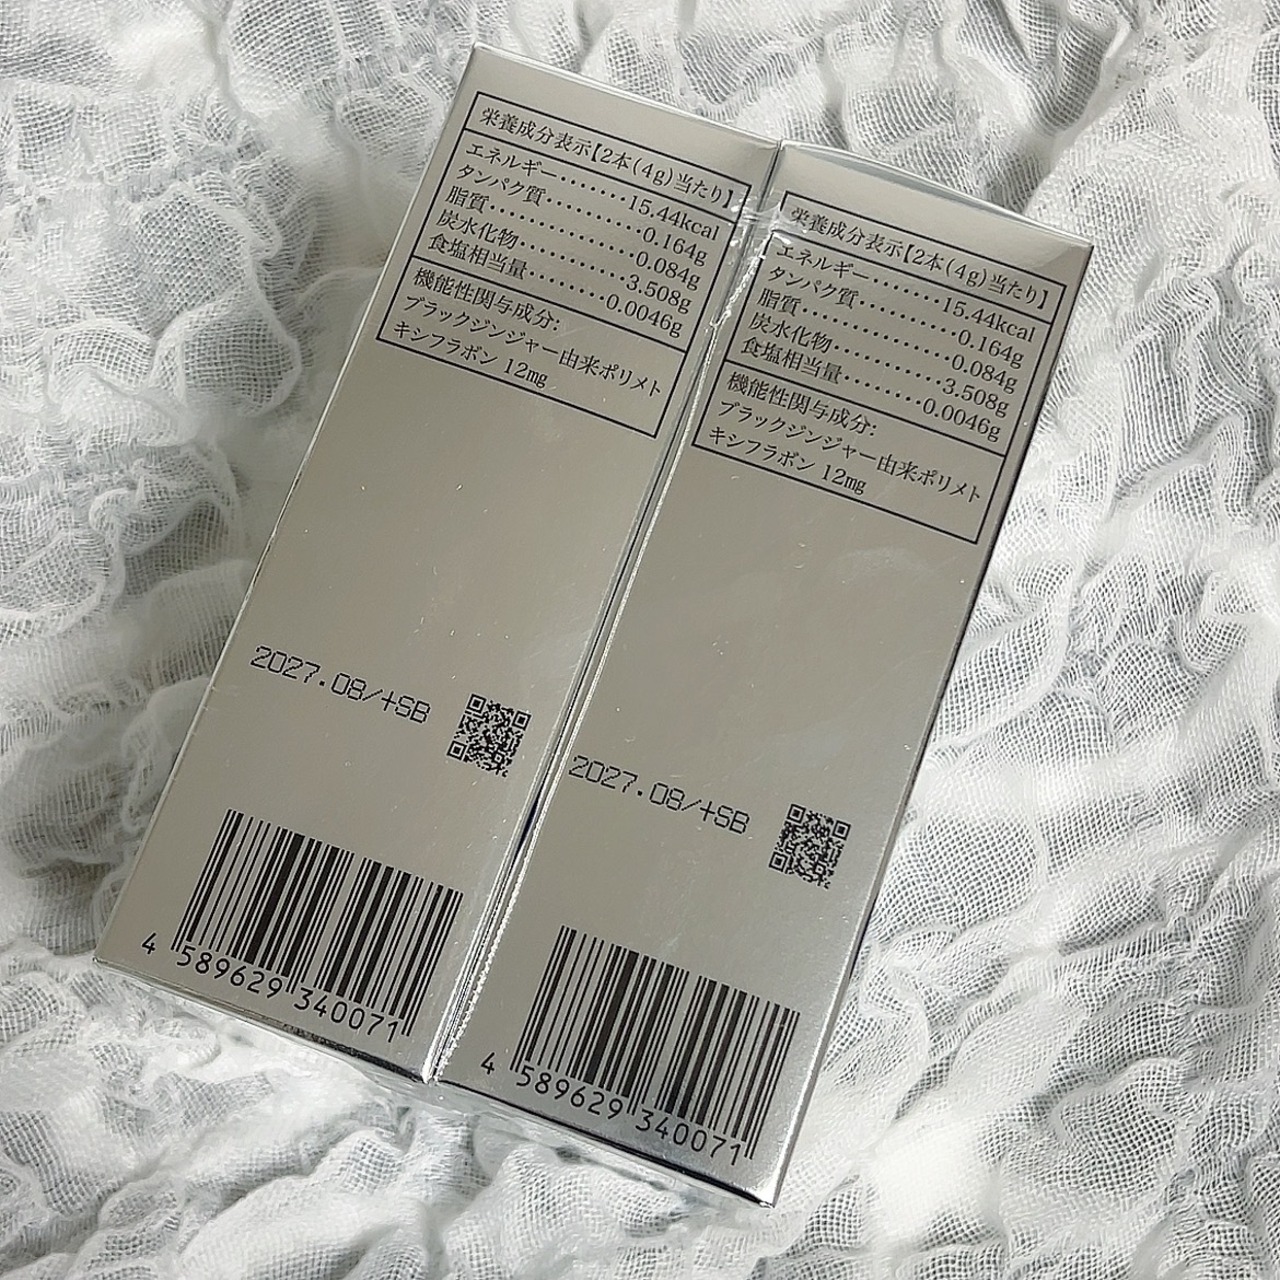 栄養成分表示【2本(4g)当たり】
エネルギー‥‥‥‥15.44kcal
タンパク質‥‥‥‥‥0.164g
脂質‥‥‥‥‥‥‥0.084g
炭水化物‥‥‥‥‥‥3.508g
食塩相当量‥‥‥‥0.0046g
機能性関与成分:
ブラックジンジャー由来ポリメト
キシフラボン 12mg
2027.08/+SB
4 589629 340071
栄養成分表示【2本(4g)当たり】
エネルギー‥‥‥‥15.44kcal
タンパク質‥‥‥‥‥0.164g
脂質‥‥‥‥‥‥‥0.084g
炭水化物‥‥‥‥‥‥3.508g
食塩相当量‥‥‥‥0.0046g
機能性関与成分:
ブラックジンジャー由来ポリメト
キシフラボン 12mg
2027.08/+SB
4 589629 340071